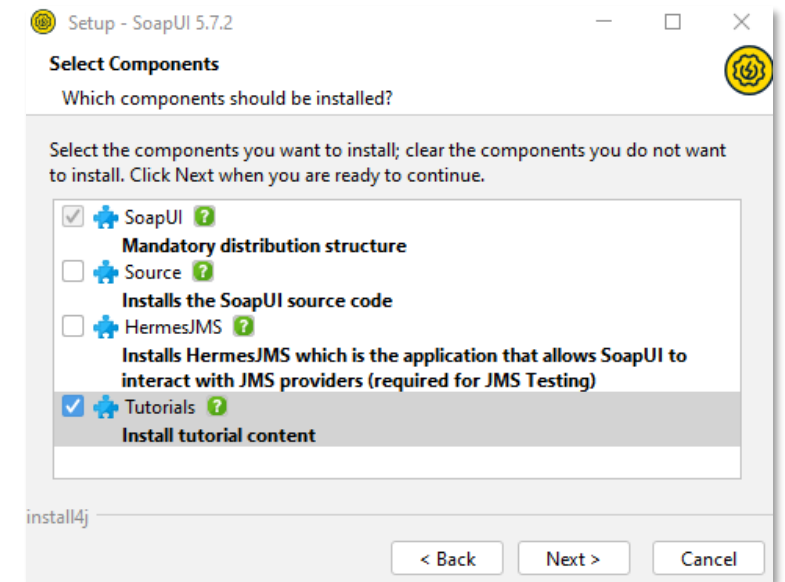 Setup - SoapUI 5.7.2
Select Components
Which components should be installed?
Select the components you want to install; clear the components you do not want
to install. Click Next when you are ready to continue.
SoapUI ?
Mandatory distribution structure
Source ?
Installs the SoapUI source code
HermesJMS ?
Installs HermesJMS which is the application that allows SoapUI to
interact with JMS providers (required for JMS Testing)
Tutorials ?
Install tutorial content
install4j
< Back Next > Cancel